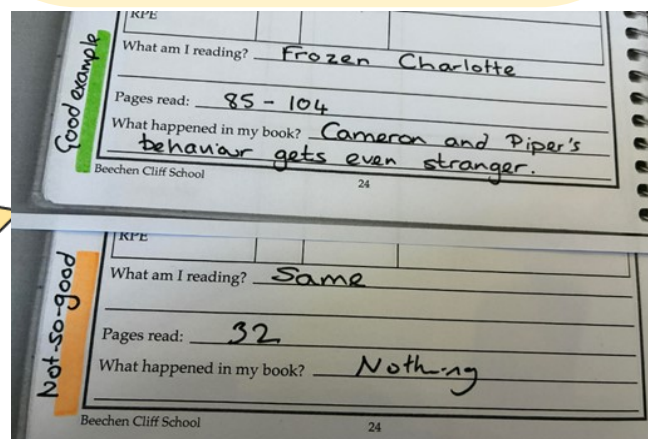 RPE
Good example
What am I reading? Frozen Charlotte
Pages read: 85 - 104
What happened in my book? Cameron and Piper's
behaviour gets even stranger.
Beechen Cliff School
24
RPE
Not-so-good
What am I reading? Same
Pages read: 32
What happened in my book? Nothing
Beechen Cliff School
24